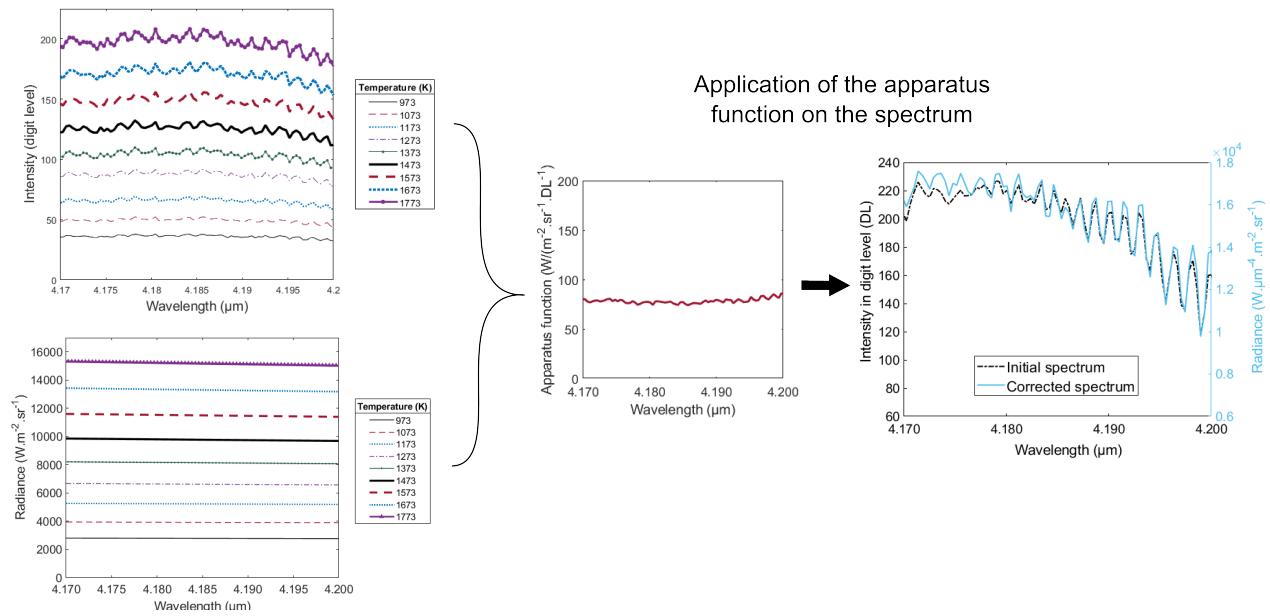 Intensity (digit level)
200
150
100
50
0
4.17 4.175 4.18 4.185 4.19 4.195 4.2
Wavelength (μm)
Temperature (K)
973
1073
1173
1273
1373
1473
1573
1673
1773
Radiance (W.m-2.sr-1)
16000
14000
12000
10000
8000
6000
4000
2000
0
4.170 4.175 4.180 4.185 4.190 4.195 4.200
Wavelength (μm)
Temperature (K)
973
1073
1173
1273
1373
1473
1573
1673
1773
Apparatus function (W/(m-2.sr-1.DL-1)
200
150
100
50
0
4.170 4.180 4.190 4.200
Wavelength (μm)
Application of the apparatus
function on the spectrum
Intensity in digit level (DL)
240
220
200
180
160
140
120
100
80
60
4.170 4.180 4.190 4.200
Wavelength (μm)
Initial spectrum
Corrected spectrum
×10^4
1.8
1.6
1.4
1.2
1.0
0.8
0.6
Radiance (W.μm-4.m-2.sr-1)